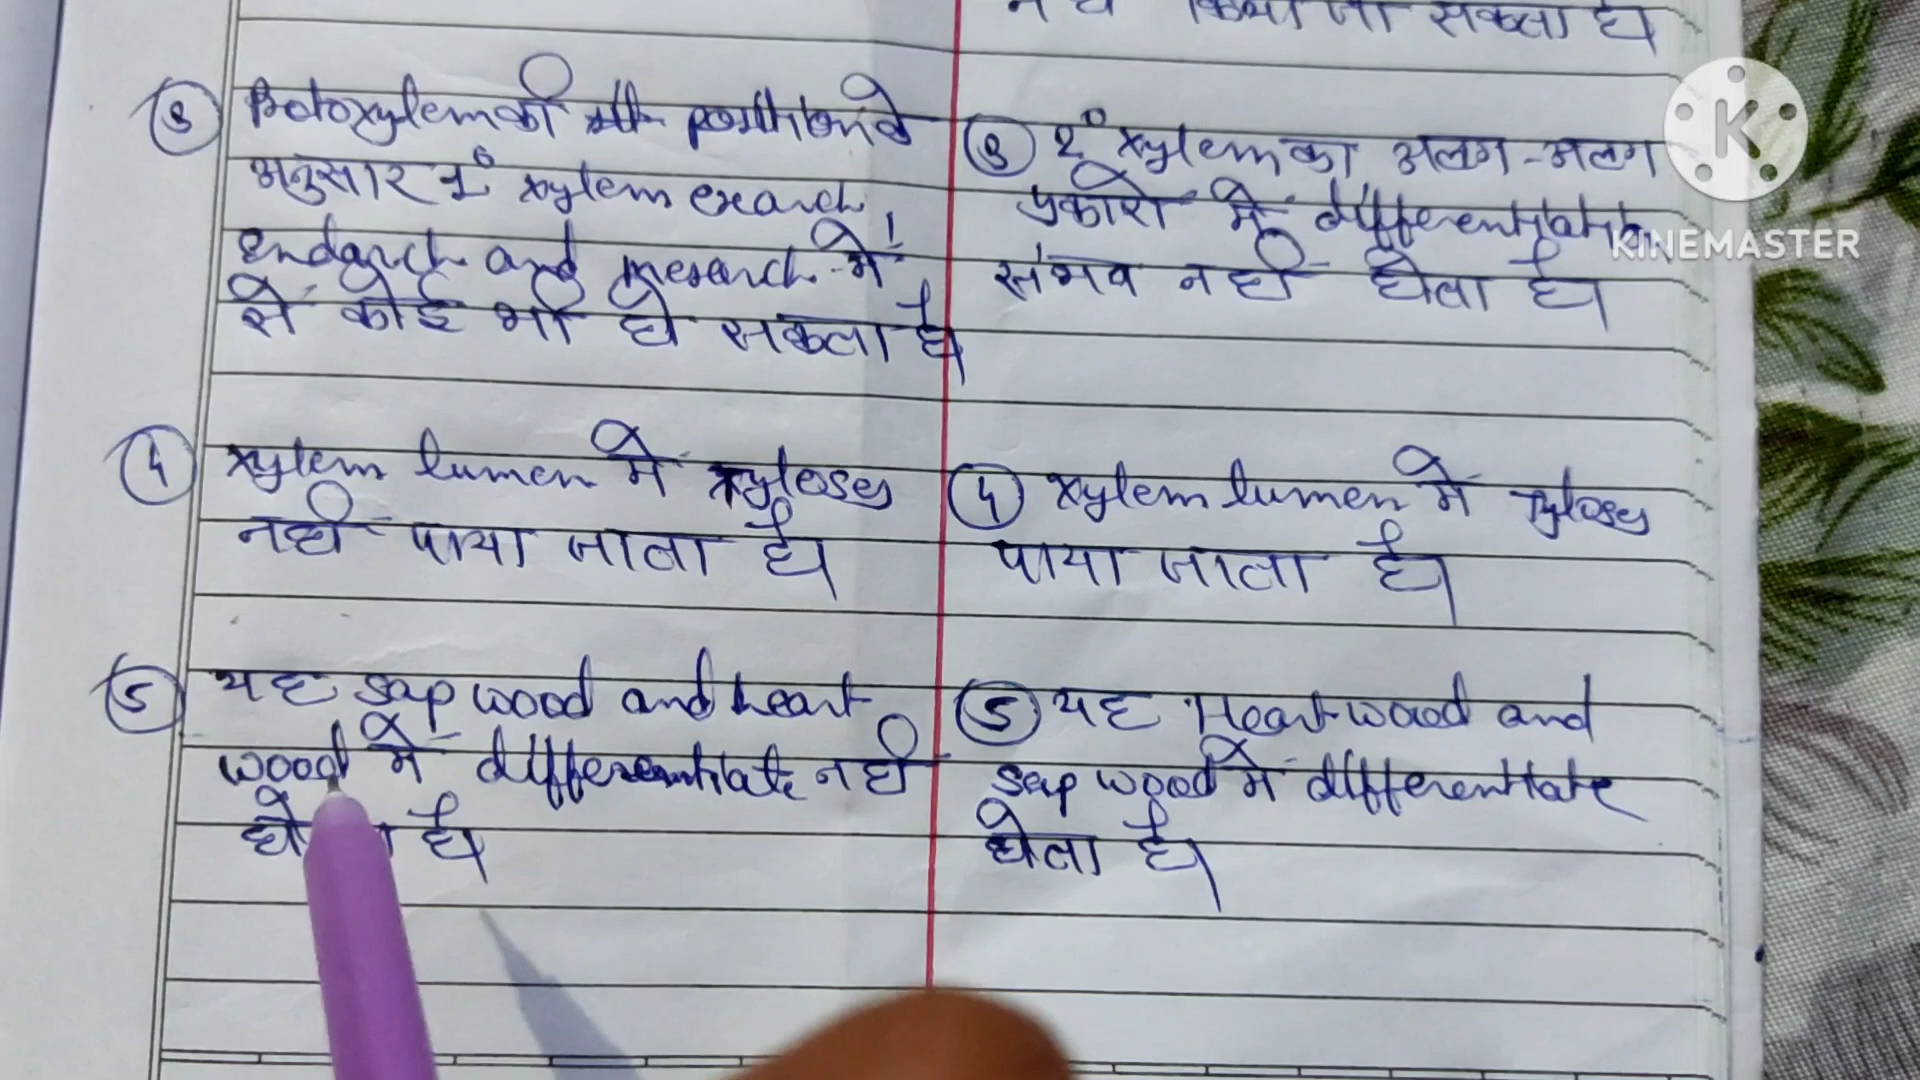 किया जा सकता है
③ Protoxylem की position के
अनुसार 1° xylem exarch,
endarch and mesarch में
से कोई भी हो सकता है
③ 2° xylem का अलग-अलग
प्रकारो में differentiation
संभव नही होता है।
④ xylem lumen में tyloses
नही पाया जाता है।
④ xylem lumen में tyloses
पाया जाता है।
⑤ यह sap wood and heart
wood में differentiate नही
है।
⑤ यह Heart wood and
sap wood में differentiate
होता है।
K
KINEMASTER